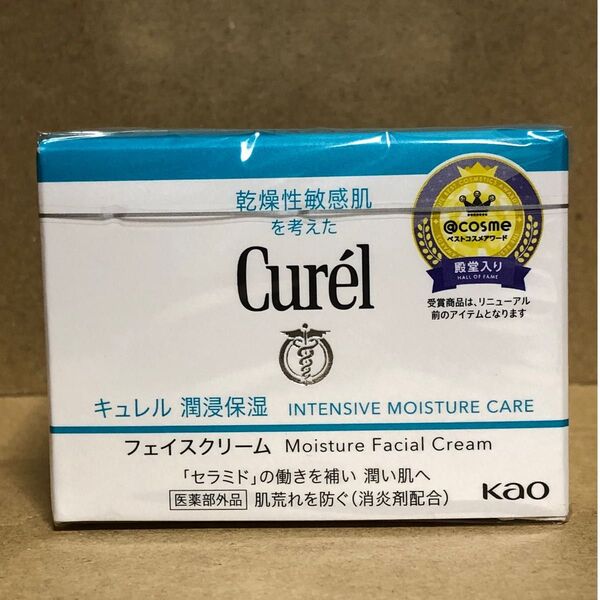 乾燥性敏感肌
を考えた
Curél
キュレル 潤浸保湿 INTENSIVE MOISTURE CARE
フェイスクリーム Moisture Facial Cream
「セラミド」の働きを補い 潤い肌へ
医薬部外品 肌荒れを防ぐ(消炎剤配合)
Kao
@cosme
ベストコスメアワード
殿堂入り
HALL OF FAME
受賞商品は、リニューアル
前のアイテムとなります